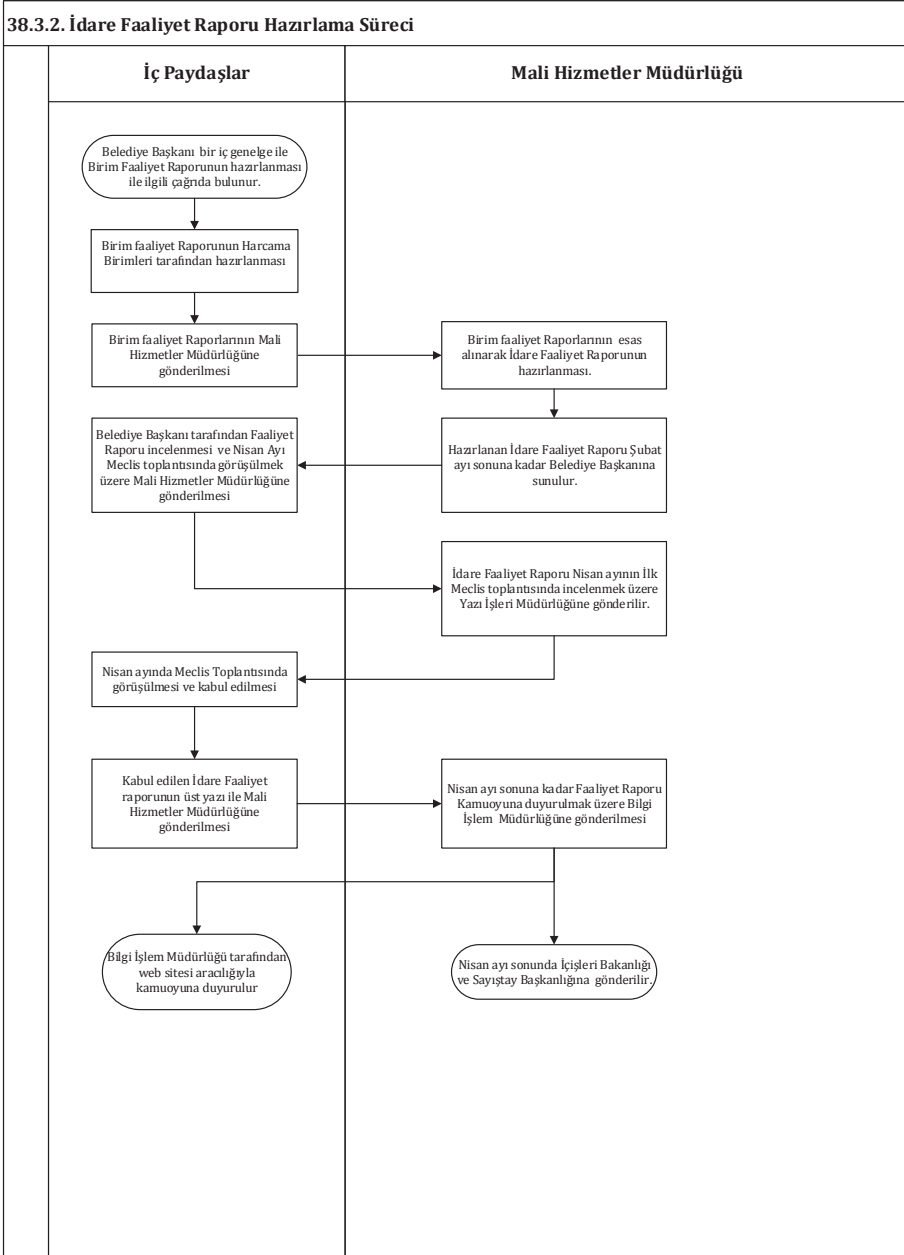 38.3.2. İdare Faaliyet Raporu Hazırlama Süreci
İç Paydaşlar
Mali Hizmetler Müdürlüğü
Belediye Başkanı bir iç genelge ile
Birim Faaliyet Raporunun hazırlanması
ile ilgili çağrıda bulunur.
Birim faaliyet Raporunun Harcama
Birimleri tarafından hazırlanması
Birim faaliyet Raporlarının Mali
Hizmetler Müdürlüğüne
gönderilmesi
Birim faaliyet Raporlarının esas
alınarak İdare Faaliyet Raporunun
hazırlanması.
Hazırlanan İdare Faaliyet Raporu Şubat
ayı sonuna kadar Belediye Başkanına
sunulur.
Belediye Başkanı tarafından Faaliyet
Raporu incelenmesi ve Nisan Ayı
Meclis toplantısında görüşülmek
üzere Mali Hizmetler Müdürlüğüne
gönderilmesi
İdare Faaliyet Raporu Nisan ayının İlk
Meclis toplantısında incelenmek üzere
Yazı İşleri Müdürlüğüne gönderilir.
Nisan ayında Meclis Toplantısında
görüşülmesi ve kabul edilmesi
Kabul edilen İdare Faaliyet
raporunun üst yazı ile Mali
Hizmetler Müdürlüğüne
gönderilmesi
Nisan ayı sonuna kadar Faaliyet Raporu
Kamuoyuna duyurulmak üzere Bilgi
İşlem Müdürlüğüne gönderilmesi
Bilgi İşlem Müdürlüğü tarafından
web sitesi aracılığıyla
kamuoyuna duyurulur
Nisan ayı sonunda İçişleri Bakanlığı
ve Sayıştay Başkanlığına gönderilir.